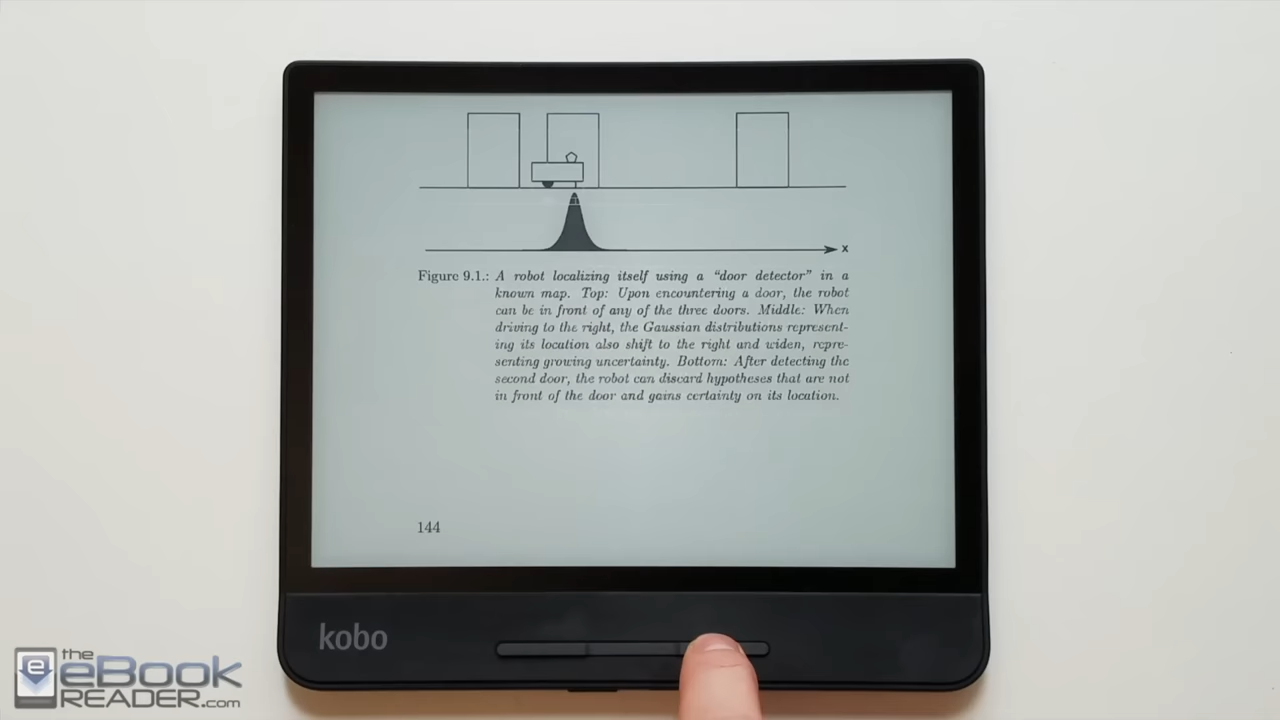 x
Figure 9.1.: A robot localizing itself using a “door detector” in a
known map. Top: Upon encountering a door, the robot
can be in front of any of the three doors. Middle: When
driving to the right, the Gaussian distributions represent-
ing its location also shift to the right and widen, repre-
senting growing uncertainty. Bottom: After detecting the
second door, the robot can discard hypotheses that are not
in front of the door and gains certainty on its location.
144
kobo
the
eBook
READER.com